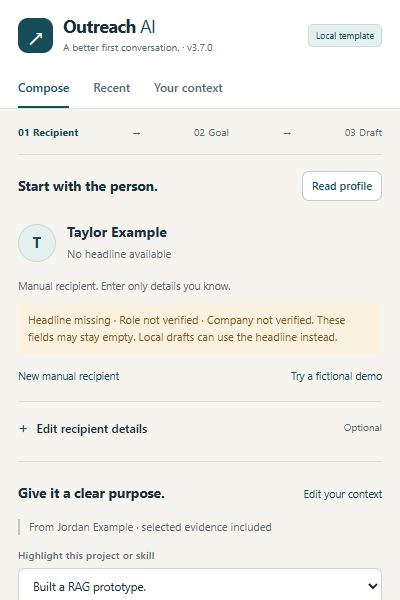 Outreach AI
A better first conversation. · v3.7.0
Local template
Compose
Recent
Your context
01 Recipient
→
02 Goal
→
03 Draft
Start with the person.
Read profile
T
Taylor Example
No headline available
Manual recipient. Enter only details you know.
Headline missing · Role not verified · Company not verified. These
fields may stay empty. Local drafts can use the headline instead.
New manual recipient
Try a fictional demo
+ Edit recipient details
Optional
Give it a clear purpose.
Edit your context
From Jordan Example · selected evidence included
Highlight this project or skill
Built a RAG prototype.